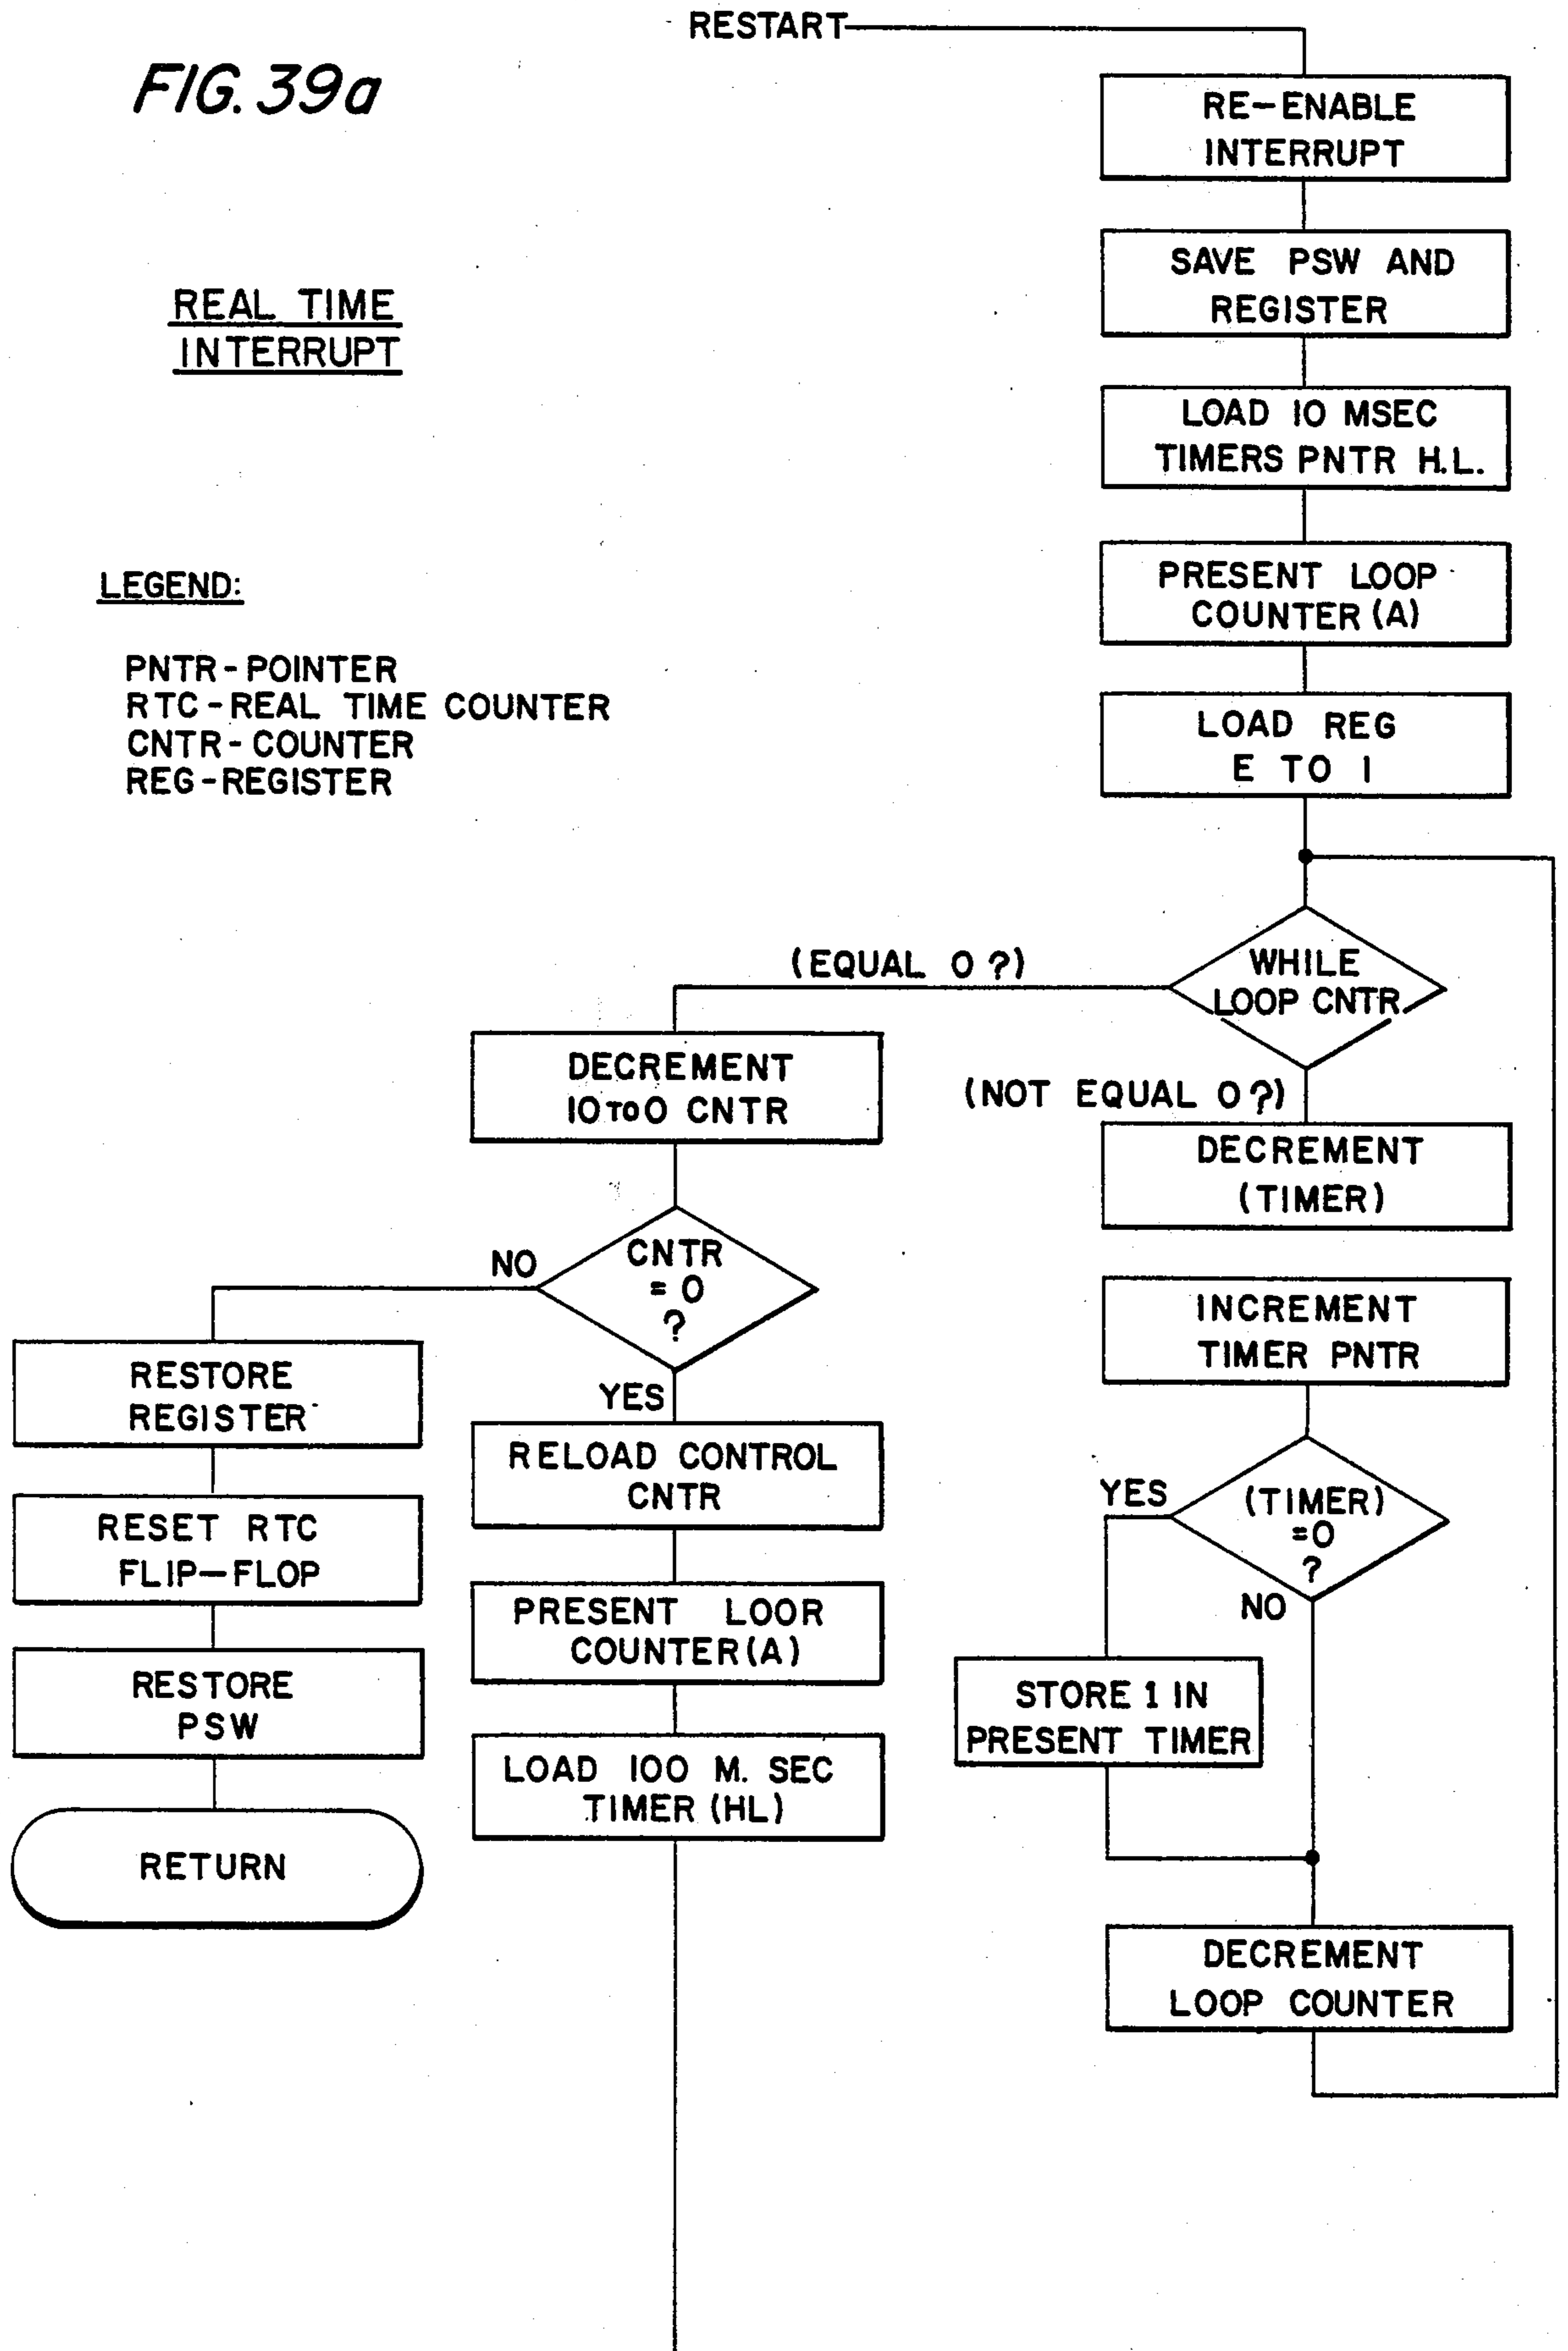 RESTART
FIG. 39a
RE-ENABLE
INTERRUPT
SAVE PSW AND
REGISTER
REAL TIME
INTERRUPT
LOAD 10 MSEC
TIMERS PNTR H.L.
PRESENT LOOP
COUNTER (A)
LEGEND:
PNTR-POINTER
RTC-REAL TIME COUNTER
CNTR-COUNTER
REG-REGISTER
LOAD REG
E TO 1
WHILE
LOOP CNTR
(EQUAL 0?)
(NOT EQUAL 0?)
DECREMENT
(TIMER)
INCREMENT
TIMER PNTR
(TIMER)
=0
?
YES
NO
STORE 1 IN
PRESENT TIMER
DECREMENT
LOOP COUNTER
DECREMENT
10 TO 0 CNTR
CNTR
= 0
?
NO
YES
RELOAD CONTROL
CNTR
PRESENT LOOR
COUNTER(A)
LOAD 100 M. SEC
TIMER (HL)
RESTORE
REGISTER
RESET RTC
FLIP-FLOP
RESTORE
PSW
RETURN